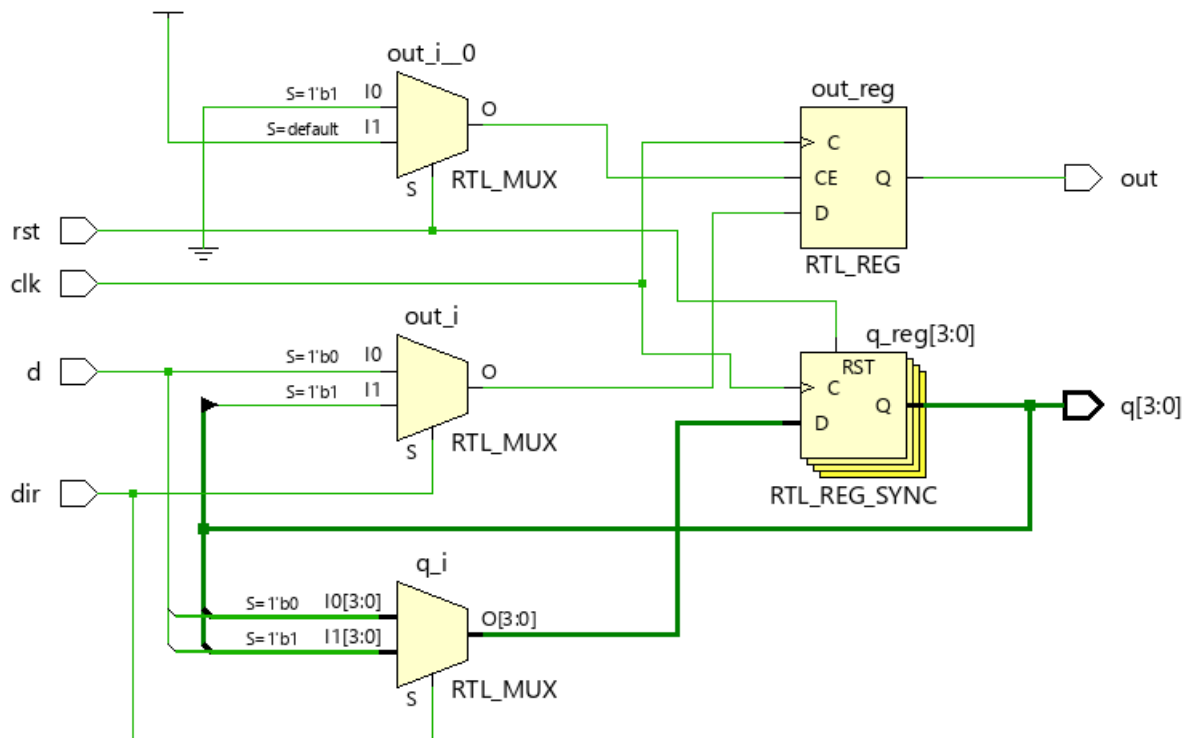 out_i__0
S=1'b1 I0
S=default I1
O
S
RTL_MUX
out_reg
C
CE Q
D
RTL_REG
out
rst
clk
out_i
d
S=1'b0 I0
S=1'b1 I1
O
S
RTL_MUX
q_reg[3:0]
RST
C
Q
D
RTL_REG_SYNC
q[3:0]
dir
q_i
S=1'b0 I0[3:0]
S=1'b1 I1[3:0]
O[3:0]
S
RTL_MUX